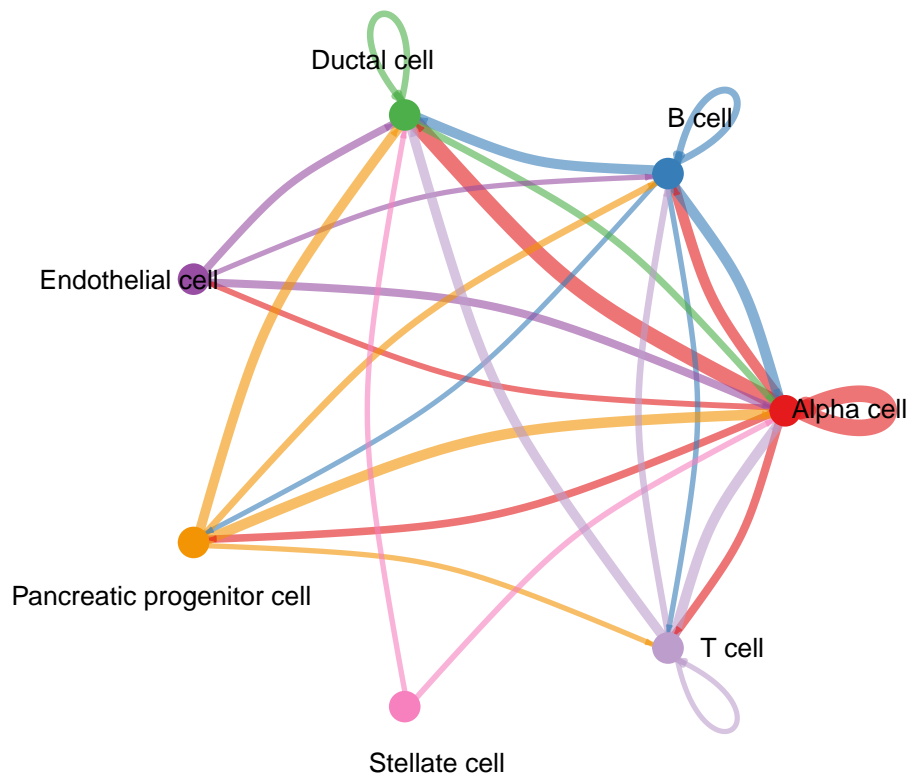 Ductal cell
B cell
Endothelial cell
Alpha cell
Pancreatic progenitor cell
T cell
Stellate cell